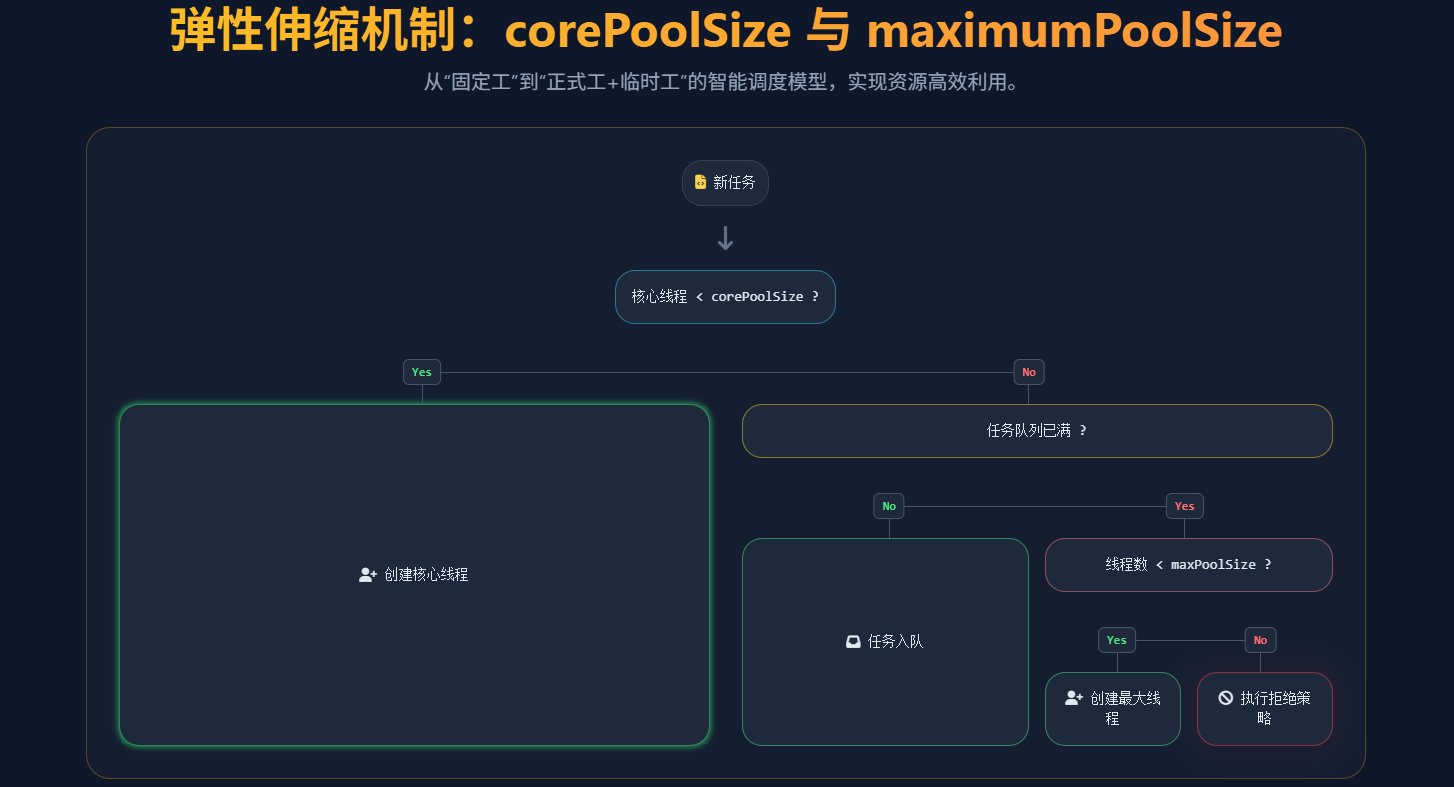 弹性伸缩机制：corePoolSize 与 maximumPoolSize
从“固定工”到“正式工+临时工”的智能调度模型，实现资源高效利用。
新任务
核心线程 < corePoolSize ?
Yes
No
创建核心线程
任务队列已满 ?
No
Yes
任务入队
线程数 < maxPoolSize ?
Yes
No
创建最大线
程
执行拒绝策
略